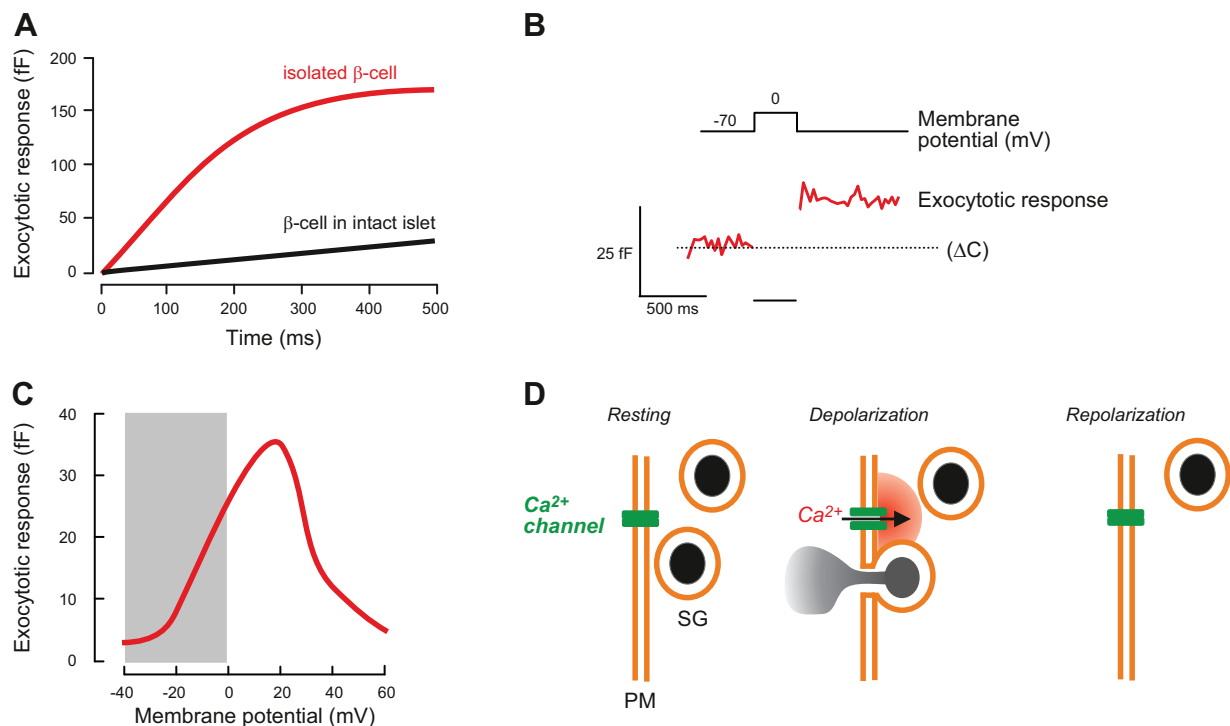 A
Exocytotic response (fF)
200
150
100
50
0
isolated β-cell
β-cell in intact islet
0
100
200
300
400
500
Time (ms)
B
0
-70
Membrane
potential (mV)
Exocytotic response
25 fF
(ΔC)
500 ms
C
Exocytotic response (fF)
40
30
20
10
0
-40
-20
0
20
40
60
Membrane potential (mV)
D
Resting
Depolarization
Repolarization
Ca²⁺
channel
Ca²⁺
SG
PM